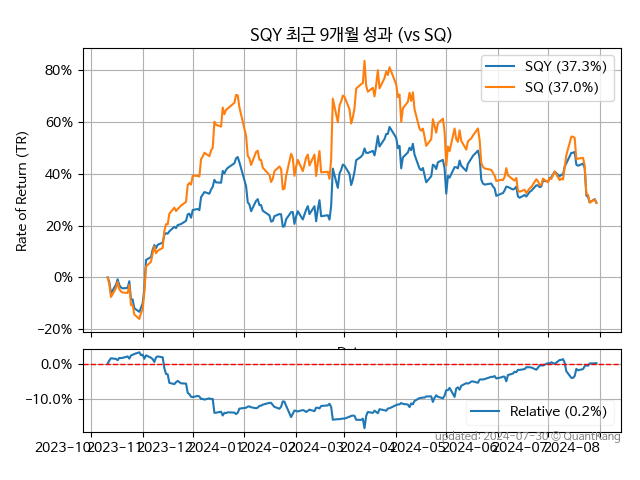 SQY 최근 9개월 성과 (vs SQ)
80%
60%
40%
20%
0%
−20%
Rate of Return (TR)
SQY (37.3%)
SQ (37.0%)
0.0%
−10.0%
Relative (0.2%)
updated: 2024-07-30 © Quantkang
2023-10 2023-11 2023-12 2024-01 2024-02 2024-03 2024-04 2024-05 2024-06 2024-07 2024-08